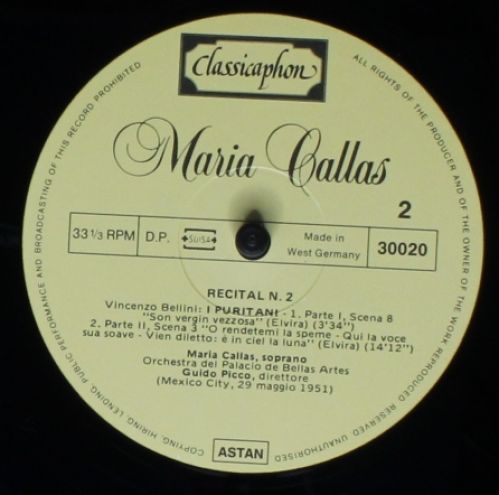 Classicaphon
Maria Callas
2
33 1/3 RPM
D.P.
SUISA
Made in
West Germany
30020
RECITAL N. 2
Vincenzo Bellini: I PURITANI - 1. Parte I, Scena 8
"Son vergin vezzosa" (Elvira) (3'34")
2. Parte II, Scena 3 "O rendetemi la speme - Qui la voce
sua soave - Vien diletto: è in ciel la luna" (Elvira) (14'12")
Maria Callas, soprano
Orchestra del Palacio de Bellas Artes
Guido Picco, direttore
(Mexico City, 29 maggio 1951)
ASTAN
ALL RIGHTS OF THE PRODUCER AND OF THE OWNER OF THE WORK REPRODUCED RESERVED UNAUTHORISED COPYING, HIRING, LENDING, PUBLIC PERFORMANCE AND BROADCASTING OF THIS RECORD PROHIBITED